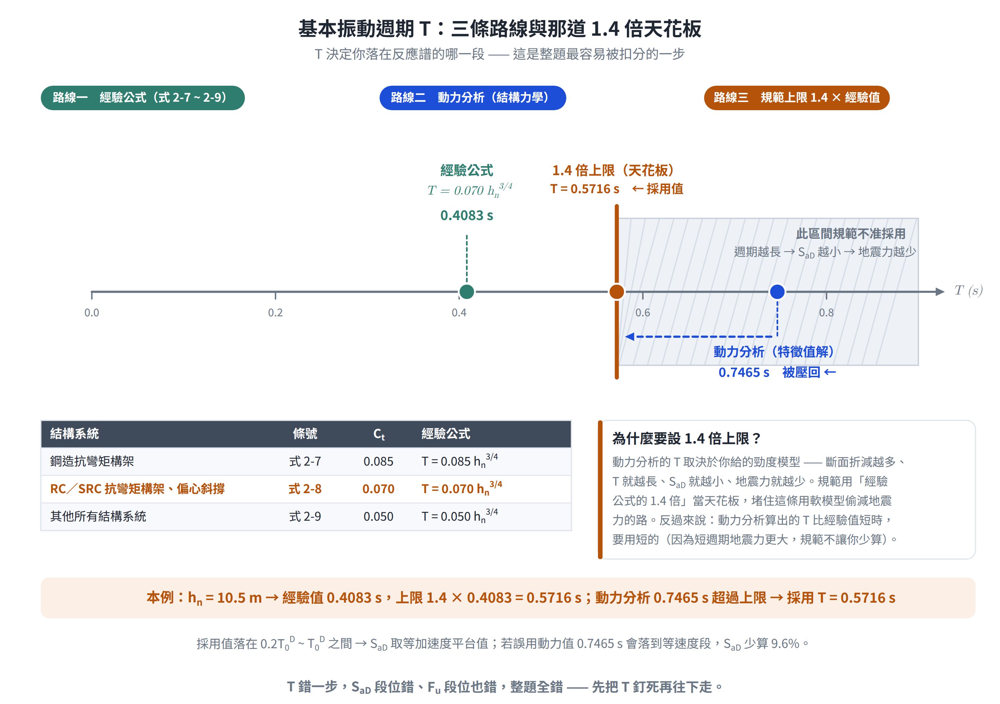 基本振動週期 T：三條路線與那道 1.4 倍天花板
T 決定你落在反應譜的哪一段 —— 這是整題最容易被扣分的一步
路線一　經驗公式（式 2-7 ~ 2-9）
路線二　動力分析（結構力學）
路線三　規範上限 1.4 × 經驗值
經驗公式
T = 0.070 hₙ^3/4
0.4083 s
1.4 倍上限（天花板）
T = 0.5716 s　← 採用值
此區間規範不准採用
週期越長 → SaD 越小 → 地震力越少
T (s)
0.0
0.2
0.4
0.6
0.8
動力分析（特徵值解）
0.7465 s　被壓回 ←
結構系統　條號　Ct　經驗公式
鋼造抗彎矩構架　式 2-7　0.085　T = 0.085 hn^3/4
RC／SRC 抗彎矩構架、偏心斜撐　式 2-8　0.070　T = 0.070 hn^3/4
其他所有結構系統　式 2-9　0.050　T = 0.050 hn^3/4
為什麼要設 1.4 倍上限？
動力分析的 T 取決於你給的勁度模型 —— 斷面折減越多、
T 就越長、SaD 就越小、地震力就越少。規範用「經驗
公式的 1.4 倍」當天花板，堵住這條用軟模型偷減地震
力的路。反過來說：動力分析算出的 T 比經驗值短時，
要用短的（因為短週期地震力更大，規範不讓你少算）。
本例：hn = 10.5 m → 經驗值 0.4083 s，上限 1.4 × 0.4083 = 0.5716 s；動力分析 0.7465 s 超過上限 → 採用 T = 0.5716 s
採用值落在 0.2T0^D ~ T0^D 之間 → SaD 取等加速度平台值；若誤用動力值 0.7465 s 會落到等速度段，SaD 少算 9.6%。
T 錯一步，SaD 段位錯、Fu 段位也錯，整題全錯 —— 先把 T 釘死再往下走。